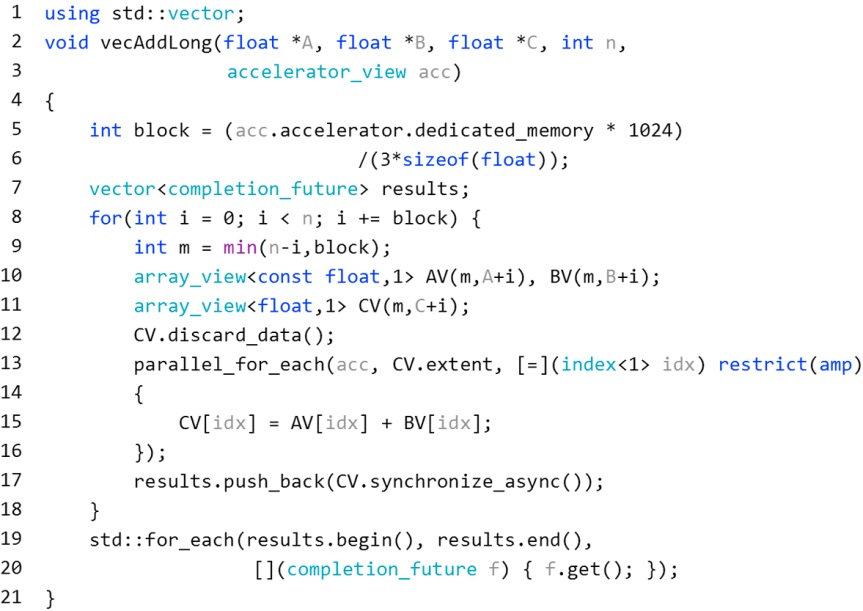 1 using std::vector;
2 void vecAddLong(float *A, float *B, float *C, int n,
3 accelerator_view acc)
4 {
5 int block = (acc.accelerator.dedicated_memory * 1024)
6 /(3*sizeof(float));
7 vector<completion_future> results;
8 for(int i = 0; i < n; i += block) {
9 int m = min(n-i,block);
10 array_view<const float,1> AV(m,A+i), BV(m,B+i);
11 array_view<float,1> CV(m,C+i);
12 CV.discard_data();
13 parallel_for_each(acc, CV.extent, [=](index<1> idx) restrict(amp)
14 {
15 CV[idx] = AV[idx] + BV[idx];
16 });
17 results.push_back(CV.synchronize_async());
18 }
19 std::for_each(results.begin(), results.end(),
20 [](completion_future f) { f.get(); });
21 }